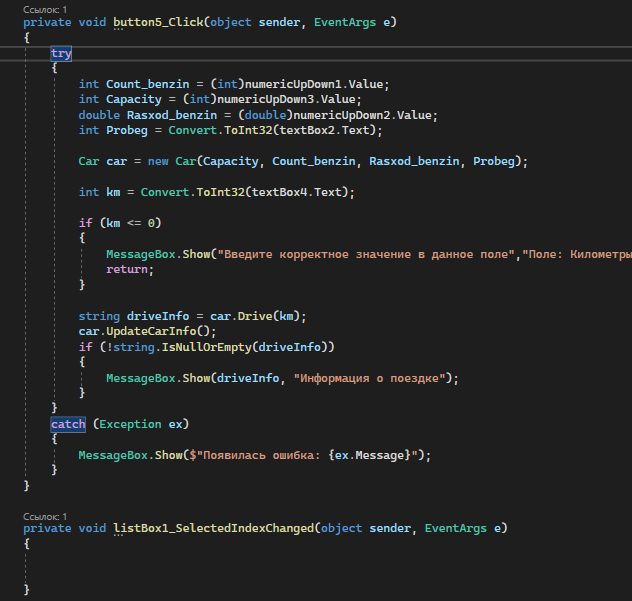 Ссылок: 1
private void button5_Click(object sender, EventArgs e)
{
try
{
int Count_benzin = (int)numericUpDown1.Value;
int Capacity = (int)numericUpDown3.Value;
double Rasxod_benzin = (double)numericUpDown2.Value;
int Probeg = Convert.ToInt32(textBox2.Text);
Car car = new Car(Capacity, Count_benzin, Rasxod_benzin, Probeg);
int km = Convert.ToInt32(textBox4.Text);
if (km <= 0)
{
MessageBox.Show("Введите корректное значение в данное поле","Поле: Километры
return;
}
string driveInfo = car.Drive(km);
car.UpdateCarInfo();
if (!string.IsNullOrEmpty(driveInfo))
{
MessageBox.Show(driveInfo, "Информация о поездке");
}
}
catch (Exception ex)
{
MessageBox.Show($"Появилась ошибка: {ex.Message}");
}
}
Ссылок: 1
private void listBox1_SelectedIndexChanged(object sender, EventArgs e)
{
}